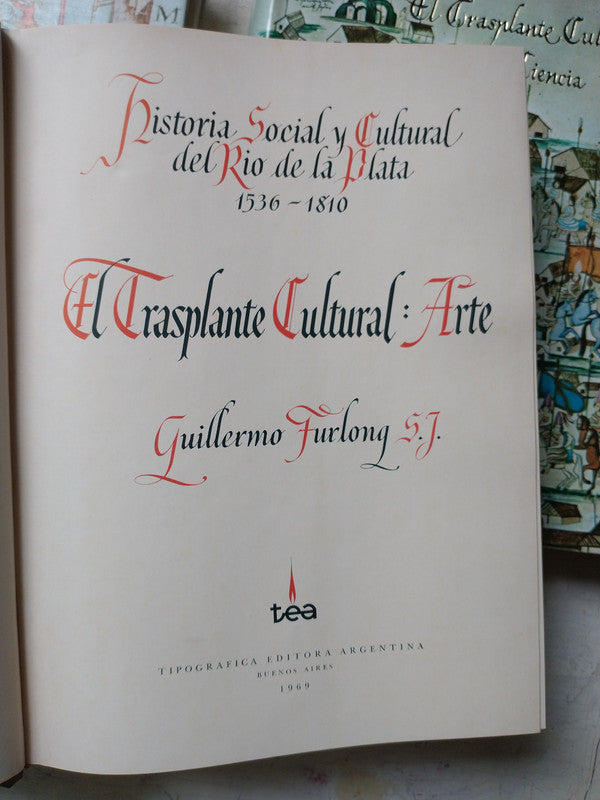 Historia Social y Cultural
del Rio de la Plata
1536 - 1810
El Trasplante Cultural : Arte
Guillermo Furlong S.J.
tea
TIPOGRAFICA EDITORA ARGENTINA
BUENOS AIRES
1969
El Trasplante Cul
iencia
M